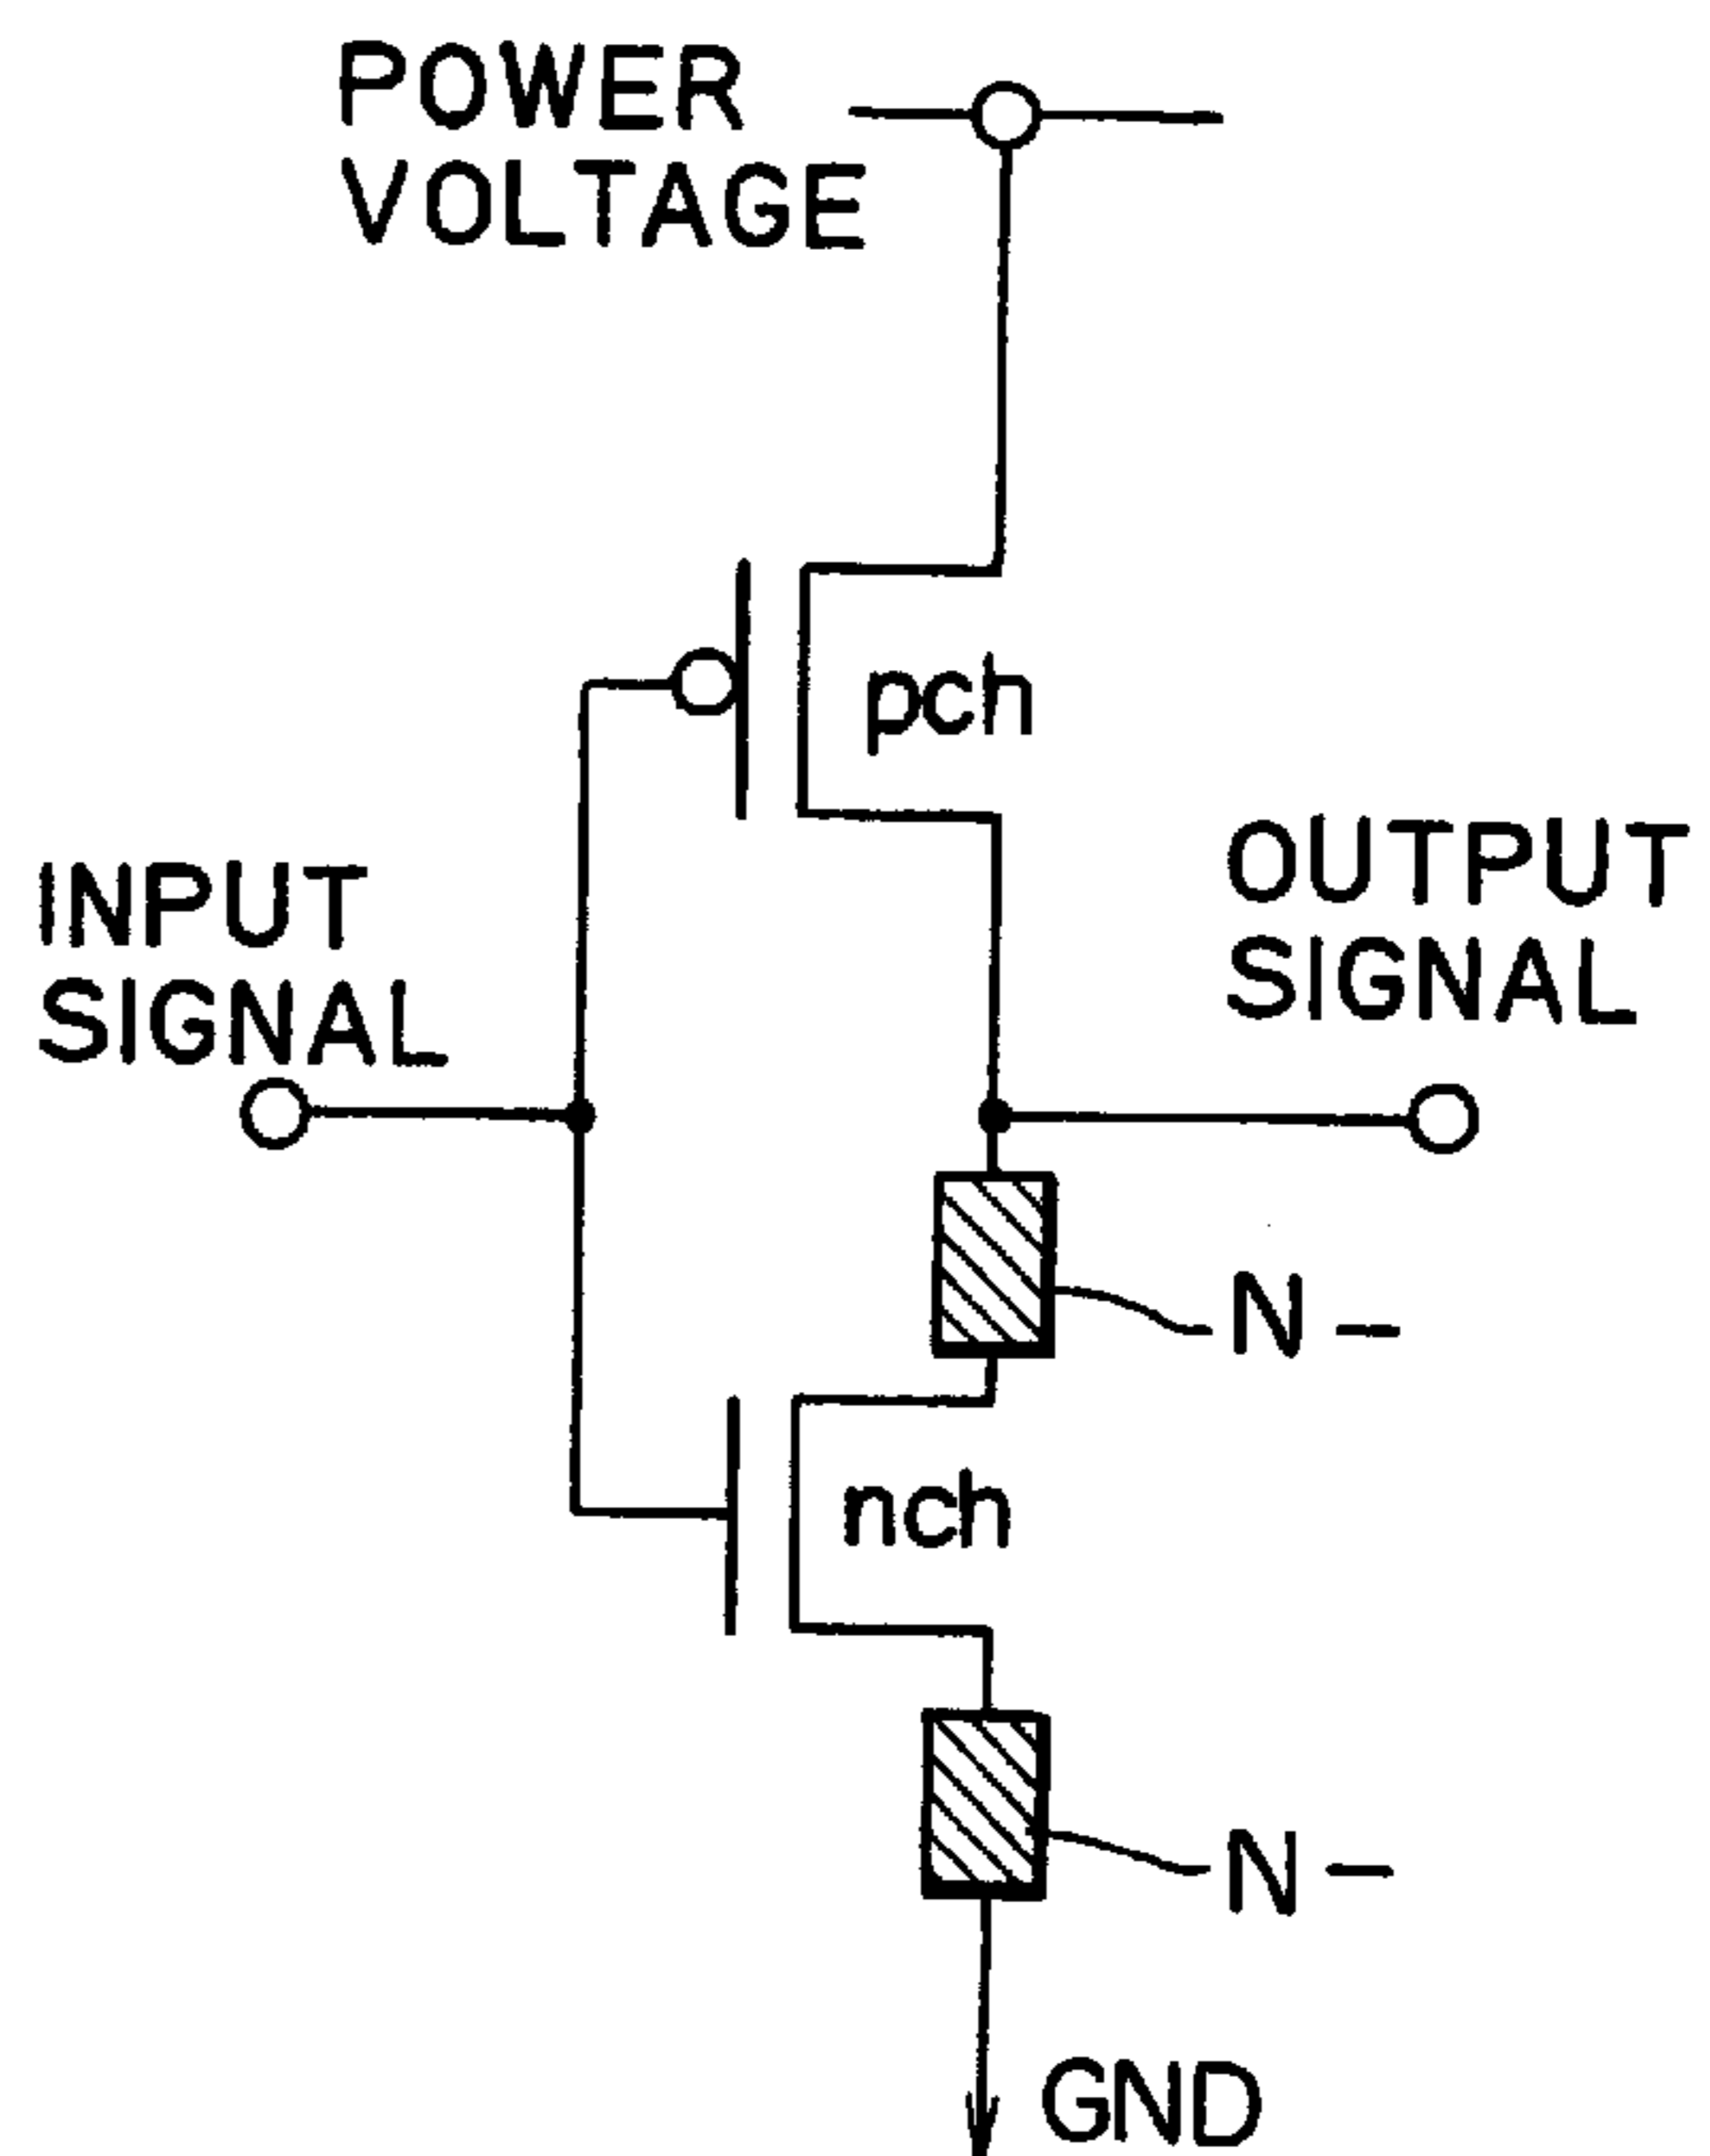 POWER
VOLTAGE
pch
INPUT
SIGNAL
OUTPUT
SIGNAL
N -
nch
N -
GND